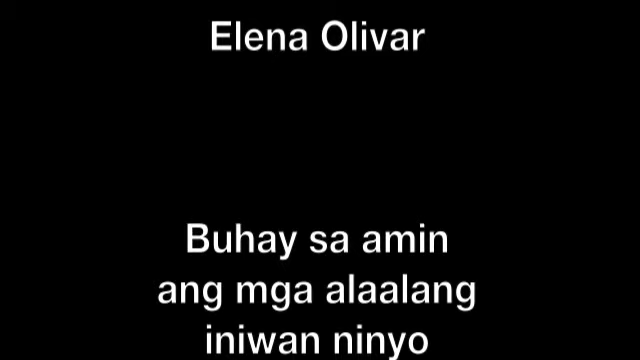 Elena Olivar
Buhay sa amin
ang mga alaalang
iniwan ninyo